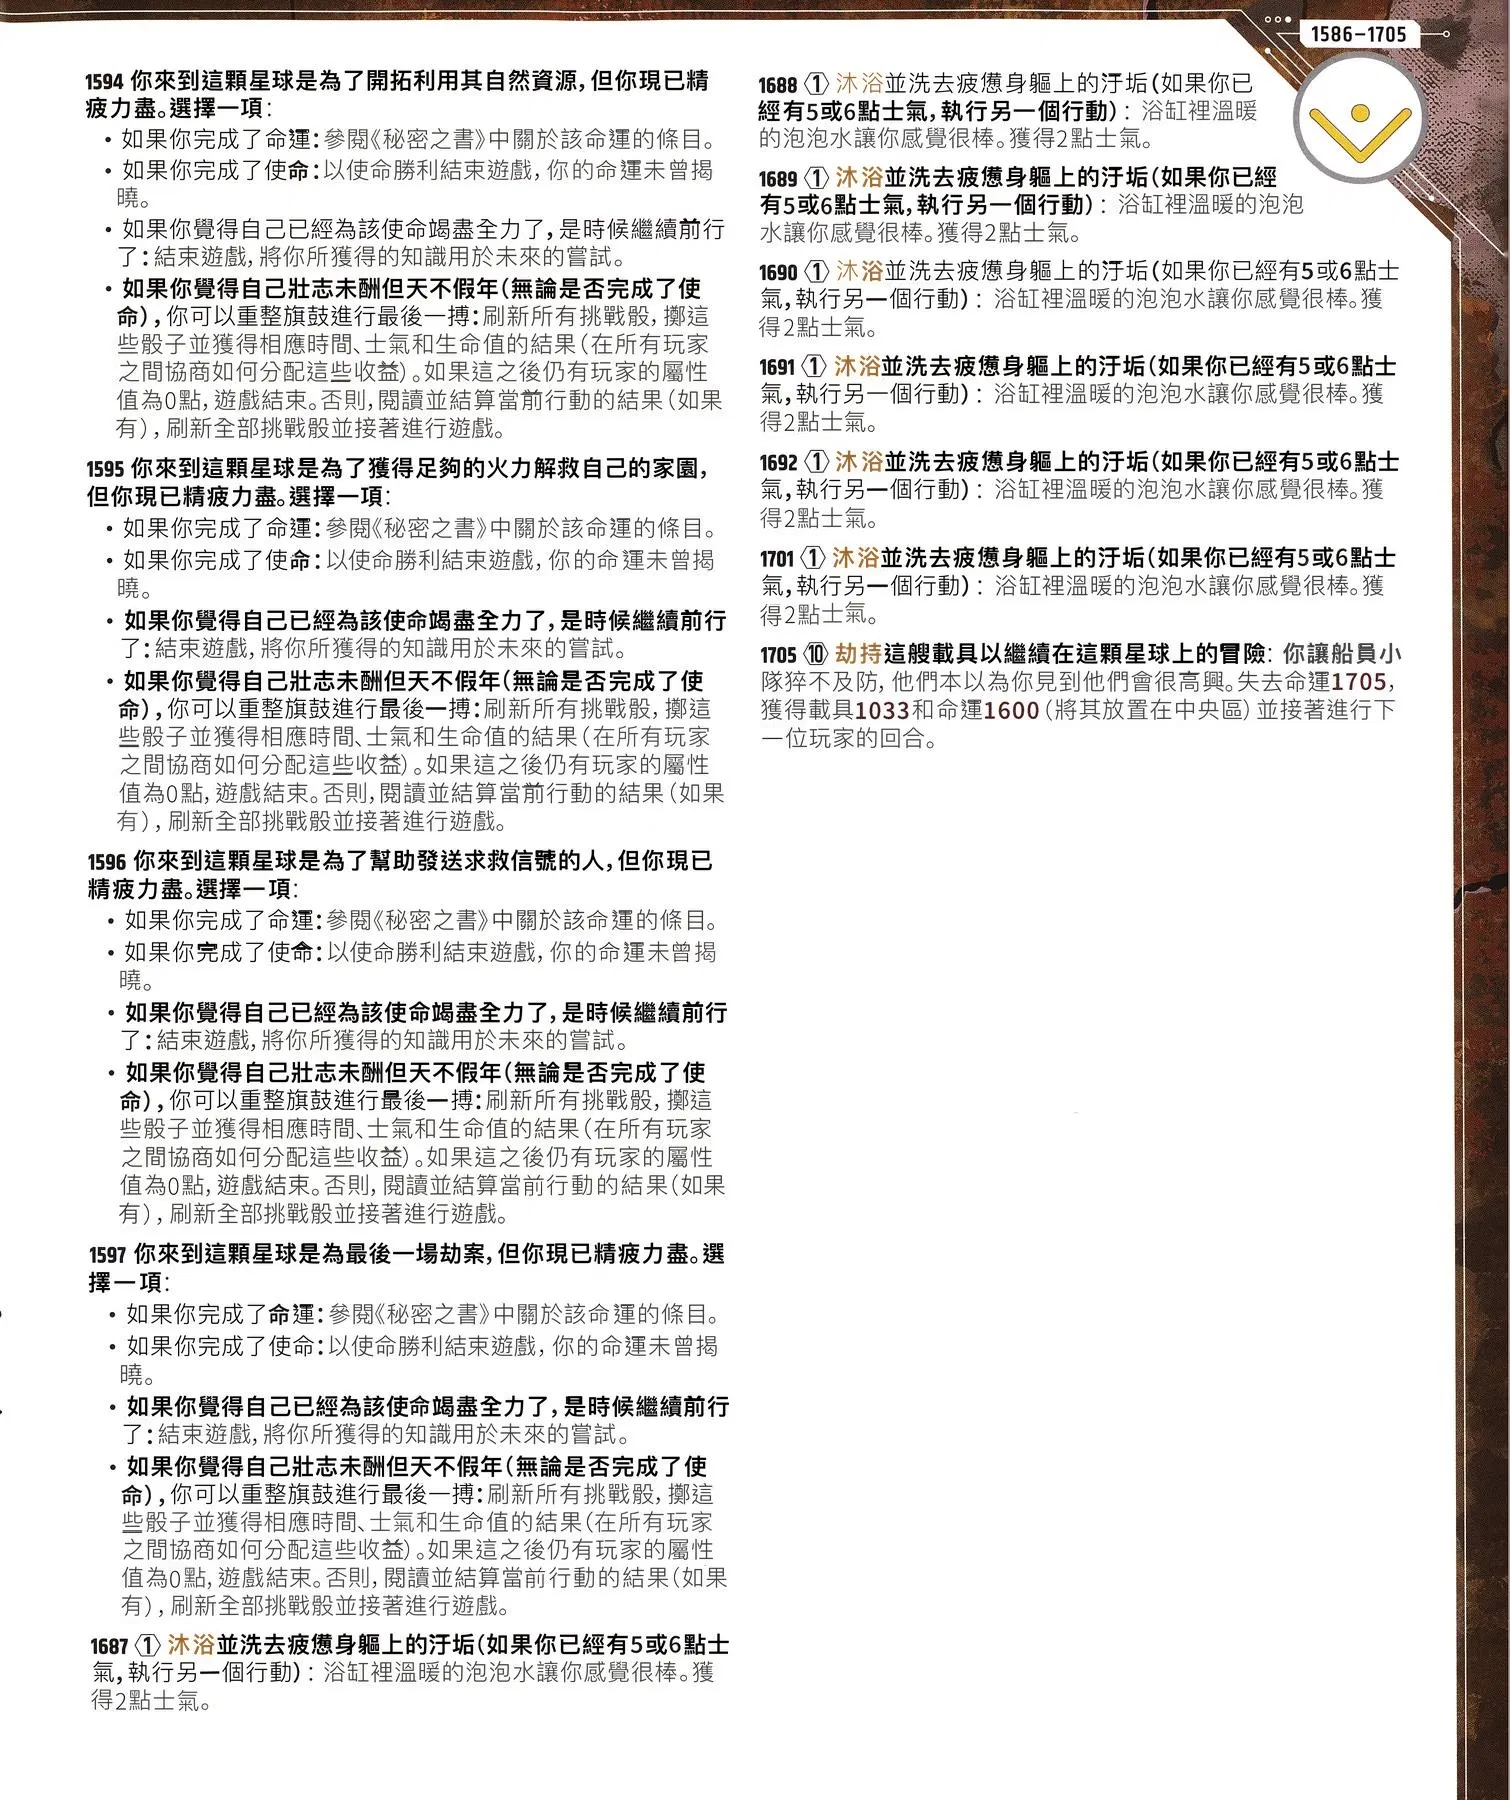 1586–1705
1594 你來到這顆星球是為了開拓利用其自然資源，但你現已精
疲力盡。選擇一項：
• 如果你完成了命運：參閱《秘密之書》中關於該命運的條目。
• 如果你完成了使命：以使命勝利結束遊戲，你的命運未曾揭
曉。
• 如果你覺得自己已經為該使命竭盡全力了，是時候繼續前行
了：結束遊戲，將你所獲得的知識用於未來的嘗試。
• 如果你覺得自己壯志未酬但天不假年（無論是否完成了使
命），你可以重整旗鼓進行最後一搏：刷新所有挑戰骰，擲這
些骰子並獲得相應時間、士氣和生命值的結果（在所有玩家
之間協商如何分配這些收益）。如果這之後仍有玩家的屬性
值為0點，遊戲結束。否則，閱讀並結算當前行動的結果（如果
有），刷新全部挑戰骰並接著進行遊戲。
1595 你來到這顆星球是為了獲得足夠的火力解救自己的家園，
但你現已精疲力盡。選擇一項：
• 如果你完成了命運：參閱《秘密之書》中關於該命運的條目。
• 如果你完成了使命：以使命勝利結束遊戲，你的命運未曾揭
曉。
• 如果你覺得自己已經為該使命竭盡全力了，是時候繼續前行
了：結束遊戲，將你所獲得的知識用於未來的嘗試。
• 如果你覺得自己壯志未酬但天不假年（無論是否完成了使
命），你可以重整旗鼓進行最後一搏：刷新所有挑戰骰，擲這
些骰子並獲得相應時間、士氣和生命值的結果（在所有玩家
之間協商如何分配這些收益）。如果這之後仍有玩家的屬性
值為0點，遊戲結束。否則，閱讀並結算當前行動的結果（如果
有），刷新全部挑戰骰並接著進行遊戲。
1596 你來到這顆星球是為了幫助發送求救信號的人，但你現已
精疲力盡。選擇一項：
• 如果你完成了命運：參閱《秘密之書》中關於該命運的條目。
• 如果你完成了使命：以使命勝利結束遊戲，你的命運未曾揭
曉。
• 如果你覺得自己已經為該使命竭盡全力了，是時候繼續前行
了：結束遊戲，將你所獲得的知識用於未來的嘗試。
• 如果你覺得自己壯志未酬但天不假年（無論是否完成了使
命），你可以重整旗鼓進行最後一搏：刷新所有挑戰骰，擲這
些骰子並獲得相應時間、士氣和生命值的結果（在所有玩家
之間協商如何分配這些收益）。如果這之後仍有玩家的屬性
值為0點，遊戲結束。否則，閱讀並結算當前行動的結果（如果
有），刷新全部挑戰骰並接著進行遊戲。
1597 你來到這顆星球是為最後一場劫案，但你現已精疲力盡。選
擇一項：
• 如果你完成了命運：參閱《秘密之書》中關於該命運的條目。
• 如果你完成了使命：以使命勝利結束遊戲，你的命運未曾揭
曉。
• 如果你覺得自己已經為該使命竭盡全力了，是時候繼續前行
了：結束遊戲，將你所獲得的知識用於未來的嘗試。
• 如果你覺得自己壯志未酬但天不假年（無論是否完成了使
命），你可以重整旗鼓進行最後一搏：刷新所有挑戰骰，擲這
些骰子並獲得相應時間、士氣和生命值的結果（在所有玩家
之間協商如何分配這些收益）。如果這之後仍有玩家的屬性
值為0點，遊戲結束。否則，閱讀並結算當前行動的結果（如果
有），刷新全部挑戰骰並接著進行遊戲。
1687 〈1〉 沐浴並洗去疲憊身軀上的汙垢（如果你已經有5或6點士
氣，執行另一個行動）：浴缸裡溫暖的泡泡水讓你感覺很棒。獲
得2點士氣。
1688 〈1〉 沐浴並洗去疲憊身軀上的汙垢（如果你已
經有5或6點士氣，執行另一個行動）：浴缸裡溫暖
的泡泡水讓你感覺很棒。獲得2點士氣。
1689 〈1〉 沐浴並洗去疲憊身軀上的汙垢（如果你已經
有5或6點士氣，執行另一個行動）：浴缸裡溫暖的泡泡
水讓你感覺很棒。獲得2點士氣。
1690 〈1〉 沐浴並洗去疲憊身軀上的汙垢（如果你已經有5或6點士
氣，執行另一個行動）：浴缸裡溫暖的泡泡水讓你感覺很棒。獲
得2點士氣。
1691 〈1〉 沐浴並洗去疲憊身軀上的汙垢（如果你已經有5或6點士
氣，執行另一個行動）：浴缸裡溫暖的泡泡水讓你感覺很棒。獲
得2點士氣。
1692 〈1〉 沐浴並洗去疲憊身軀上的汙垢（如果你已經有5或6點士
氣，執行另一個行動）：浴缸裡溫暖的泡泡水讓你感覺很棒。獲
得2點士氣。
1701 〈1〉 沐浴並洗去疲憊身軀上的汙垢（如果你已經有5或6點士
氣，執行另一個行動）：浴缸裡溫暖的泡泡水讓你感覺很棒。獲
得2點士氣。
1705 〈10〉 劫持這艘載具以繼續在這顆星球上的冒險：你讓船員小
隊猝不及防，他們本以為你見到他們會很高興。失去命運1705，
獲得載具1033和命運1600（將其放置在中央區）並接著進行下
一位玩家的回合。